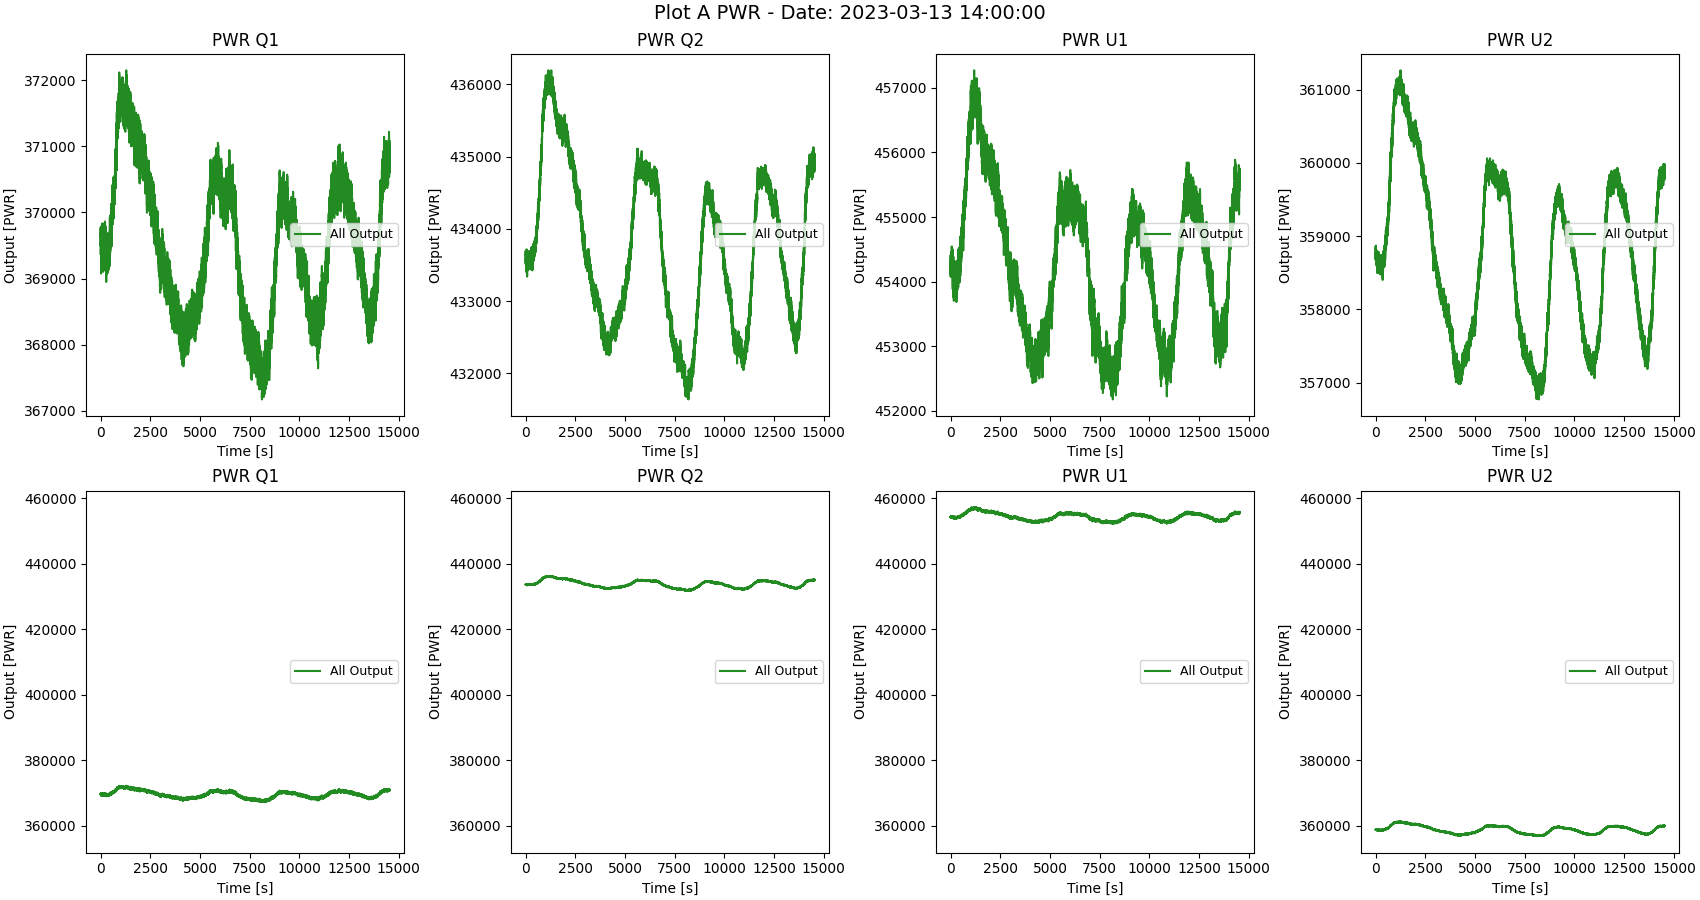 Plot A PWR - Date: 2023-03-13 14:00:00
PWR Q1
372000
371000
370000
369000
368000
367000
Output [PWR]
All Output
0 2500 5000 7500 10000 12500 15000
Time [s]
PWR Q2
436000
435000
434000
433000
432000
Output [PWR]
All Output
0 2500 5000 7500 10000 12500 15000
Time [s]
PWR U1
457000
456000
455000
454000
453000
452000
Output [PWR]
All Output
0 2500 5000 7500 10000 12500 15000
Time [s]
PWR U2
361000
360000
359000
358000
357000
Output [PWR]
All Output
0 2500 5000 7500 10000 12500 15000
Time [s]
PWR Q1
460000
440000
420000
400000
380000
360000
Output [PWR]
All Output
0 2500 5000 7500 10000 12500 15000
Time [s]
PWR Q2
460000
440000
420000
400000
380000
360000
Output [PWR]
All Output
0 2500 5000 7500 10000 12500 15000
Time [s]
PWR U1
460000
440000
420000
400000
380000
360000
Output [PWR]
All Output
0 2500 5000 7500 10000 12500 15000
Time [s]
PWR U2
460000
440000
420000
400000
380000
360000
Output [PWR]
All Output
0 2500 5000 7500 10000 12500 15000
Time [s]